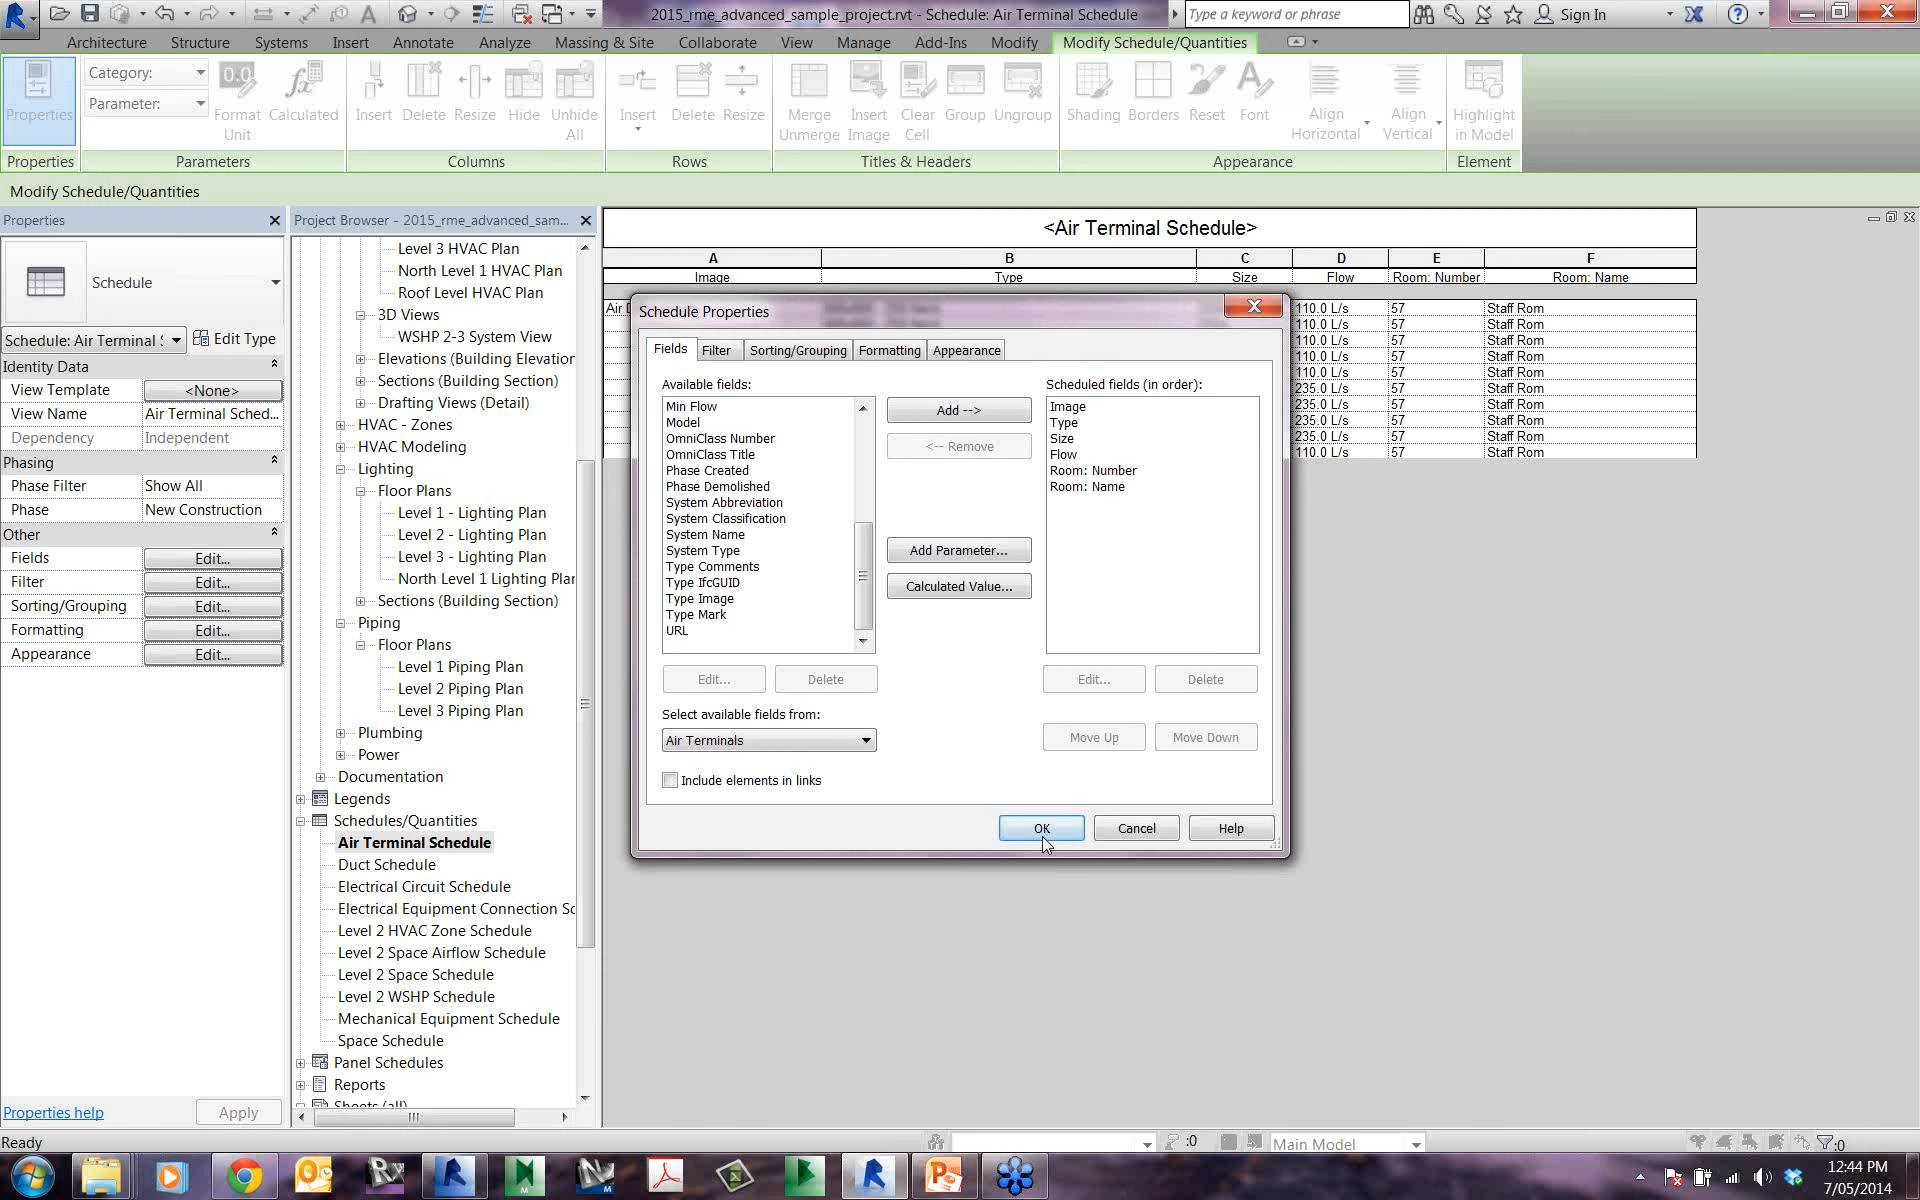 2015_rme_advanced_sample_project.rvt - Schedule: Air Terminal Schedule
Type a keyword or phrase
Sign In
Architecture Structure Systems Insert Annotate Analyze Massing & Site Collaborate View Manage Add-Ins Modify Modify Schedule/Quantities
Properties
Category:
Parameter:
Format Unit
Calculated
Insert Delete Resize Hide Unhide All
Insert Delete Resize
Merge Unmerge
Insert Image
Clear Cell
Group Ungroup
Shading Borders Reset Font
Align Horizontal
Align Vertical
Highlight in Model
Properties Parameters Columns Rows Titles & Headers Appearance Element
Modify Schedule/Quantities
Properties
Schedule
Schedule: Air Terminal
Edit Type
Identity Data
View Template <None>
View Name Air Terminal Sched...
Dependency Independent
Phasing
Phase Filter Show All
Phase New Construction
Other
Fields Edit...
Filter Edit...
Sorting/Grouping Edit...
Formatting Edit...
Appearance Edit...
Properties help
Apply
Project Browser - 2015_rme_advanced_sam...
Level 3 HVAC Plan
North Level 1 HVAC Plan
Roof Level HVAC Plan
3D Views
WSHP 2-3 System View
Elevations (Building Elevation
Sections (Building Section)
Drafting Views (Detail)
HVAC - Zones
HVAC Modeling
Lighting
Floor Plans
Level 1 - Lighting Plan
Level 2 - Lighting Plan
Level 3 - Lighting Plan
North Level 1 Lighting Plan
Sections (Building Section)
Piping
Floor Plans
Level 1 Piping Plan
Level 2 Piping Plan
Level 3 Piping Plan
Plumbing
Power
Documentation
Legends
Schedules/Quantities
Air Terminal Schedule
Duct Schedule
Electrical Circuit Schedule
Electrical Equipment Connection Sc
Level 2 HVAC Zone Schedule
Level 2 Space Airflow Schedule
Level 2 Space Schedule
Level 2 WSHP Schedule
Mechanical Equipment Schedule
Space Schedule
Panel Schedules
Reports
Sheets (all)
<Air Terminal Schedule>
A B C D E F
Image Type Size Flow Room: Number Room: Name
Air D
110.0 L/s 57 Staff Rom
110.0 L/s 57 Staff Rom
110.0 L/s 57 Staff Rom
110.0 L/s 57 Staff Rom
110.0 L/s 57 Staff Rom
235.0 L/s 57 Staff Rom
235.0 L/s 57 Staff Rom
235.0 L/s 57 Staff Rom
235.0 L/s 57 Staff Rom
110.0 L/s 57 Staff Rom
Schedule Properties
Fields Filter Sorting/Grouping Formatting Appearance
Available fields:
Min Flow
Model
OmniClass Number
OmniClass Title
Phase Created
Phase Demolished
System Abbreviation
System Classification
System Name
System Type
Type Comments
Type IfcGUID
Type Image
Type Mark
URL
Add -->
<-- Remove
Add Parameter...
Calculated Value...
Scheduled fields (in order):
Image
Type
Size
Flow
Room: Number
Room: Name
Edit... Delete
Edit... Delete
Select available fields from:
Air Terminals
Move Up Move Down
Include elements in links
OK Cancel Help
Ready
:0
Main Model
:0
12:44 PM
7/05/2014